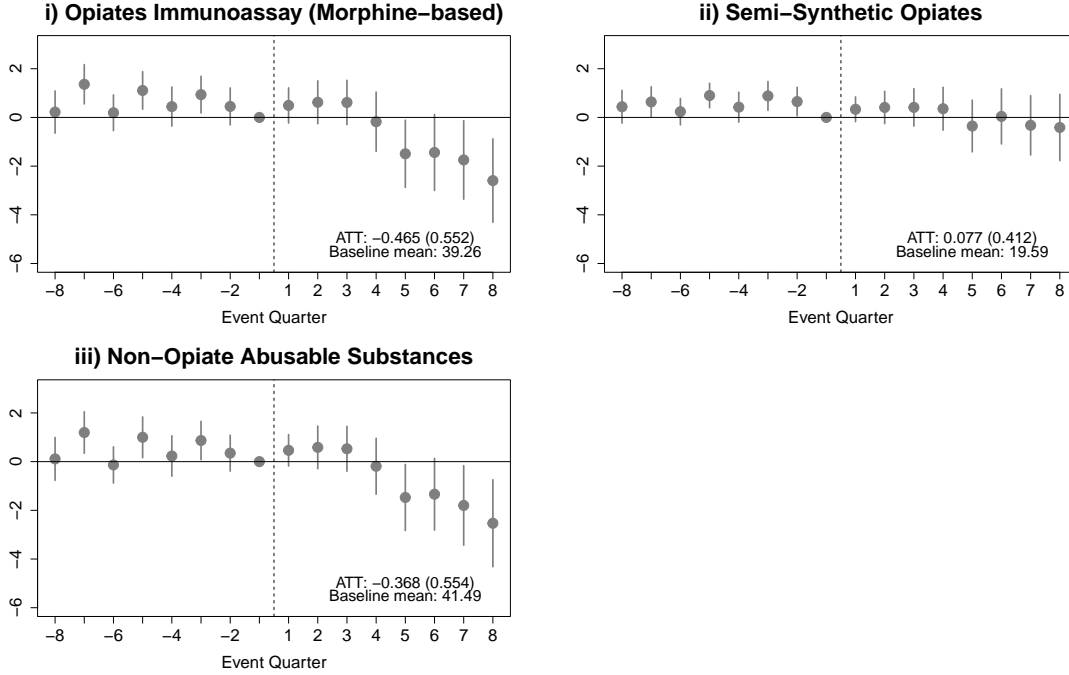 i) Opiates Immunoassay (Morphine−based)
2
0
−2
−4
−6
ATT: −0.465 (0.552)
Baseline mean: 39.26
−8 −6 −4 −2 1 2 3 4 5 6 7 8
Event Quarter
ii) Semi−Synthetic Opiates
2
0
−2
−4
−6
ATT: 0.077 (0.412)
Baseline mean: 19.59
−8 −6 −4 −2 1 2 3 4 5 6 7 8
Event Quarter
iii) Non−Opiate Abusable Substances
2
0
−2
−4
−6
ATT: −0.368 (0.554)
Baseline mean: 41.49
−8 −6 −4 −2 1 2 3 4 5 6 7 8
Event Quarter